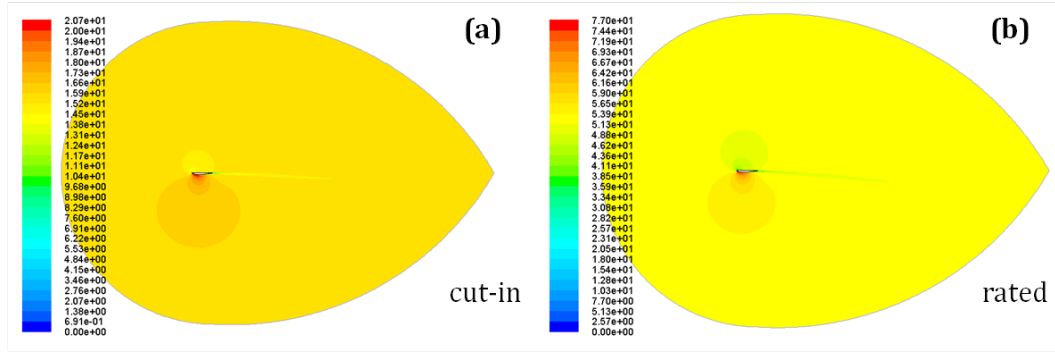 2.07e+01
2.00e+01
1.94e+01
1.87e+01
1.80e+01
1.73e+01
1.66e+01
1.59e+01
1.52e+01
1.45e+01
1.38e+01
1.31e+01
1.24e+01
1.17e+01
1.11e+01
1.04e+01
9.68e+00
8.98e+00
8.29e+00
7.60e+00
6.91e+00
6.22e+00
5.53e+00
4.84e+00
4.15e+00
3.46e+00
2.76e+00
2.07e+00
1.38e+00
6.91e-01
0.00e+00
(a)
cut-in
7.70e+01
7.44e+01
7.19e+01
6.93e+01
6.67e+01
6.42e+01
6.16e+01
5.90e+01
5.65e+01
5.39e+01
5.13e+01
4.88e+01
4.62e+01
4.36e+01
4.11e+01
3.85e+01
3.59e+01
3.34e+01
3.08e+01
2.82e+01
2.57e+01
2.31e+01
2.05e+01
1.80e+01
1.54e+01
1.28e+01
1.03e+01
7.70e+00
5.13e+00
2.57e+00
0.00e+00
(b)
rated